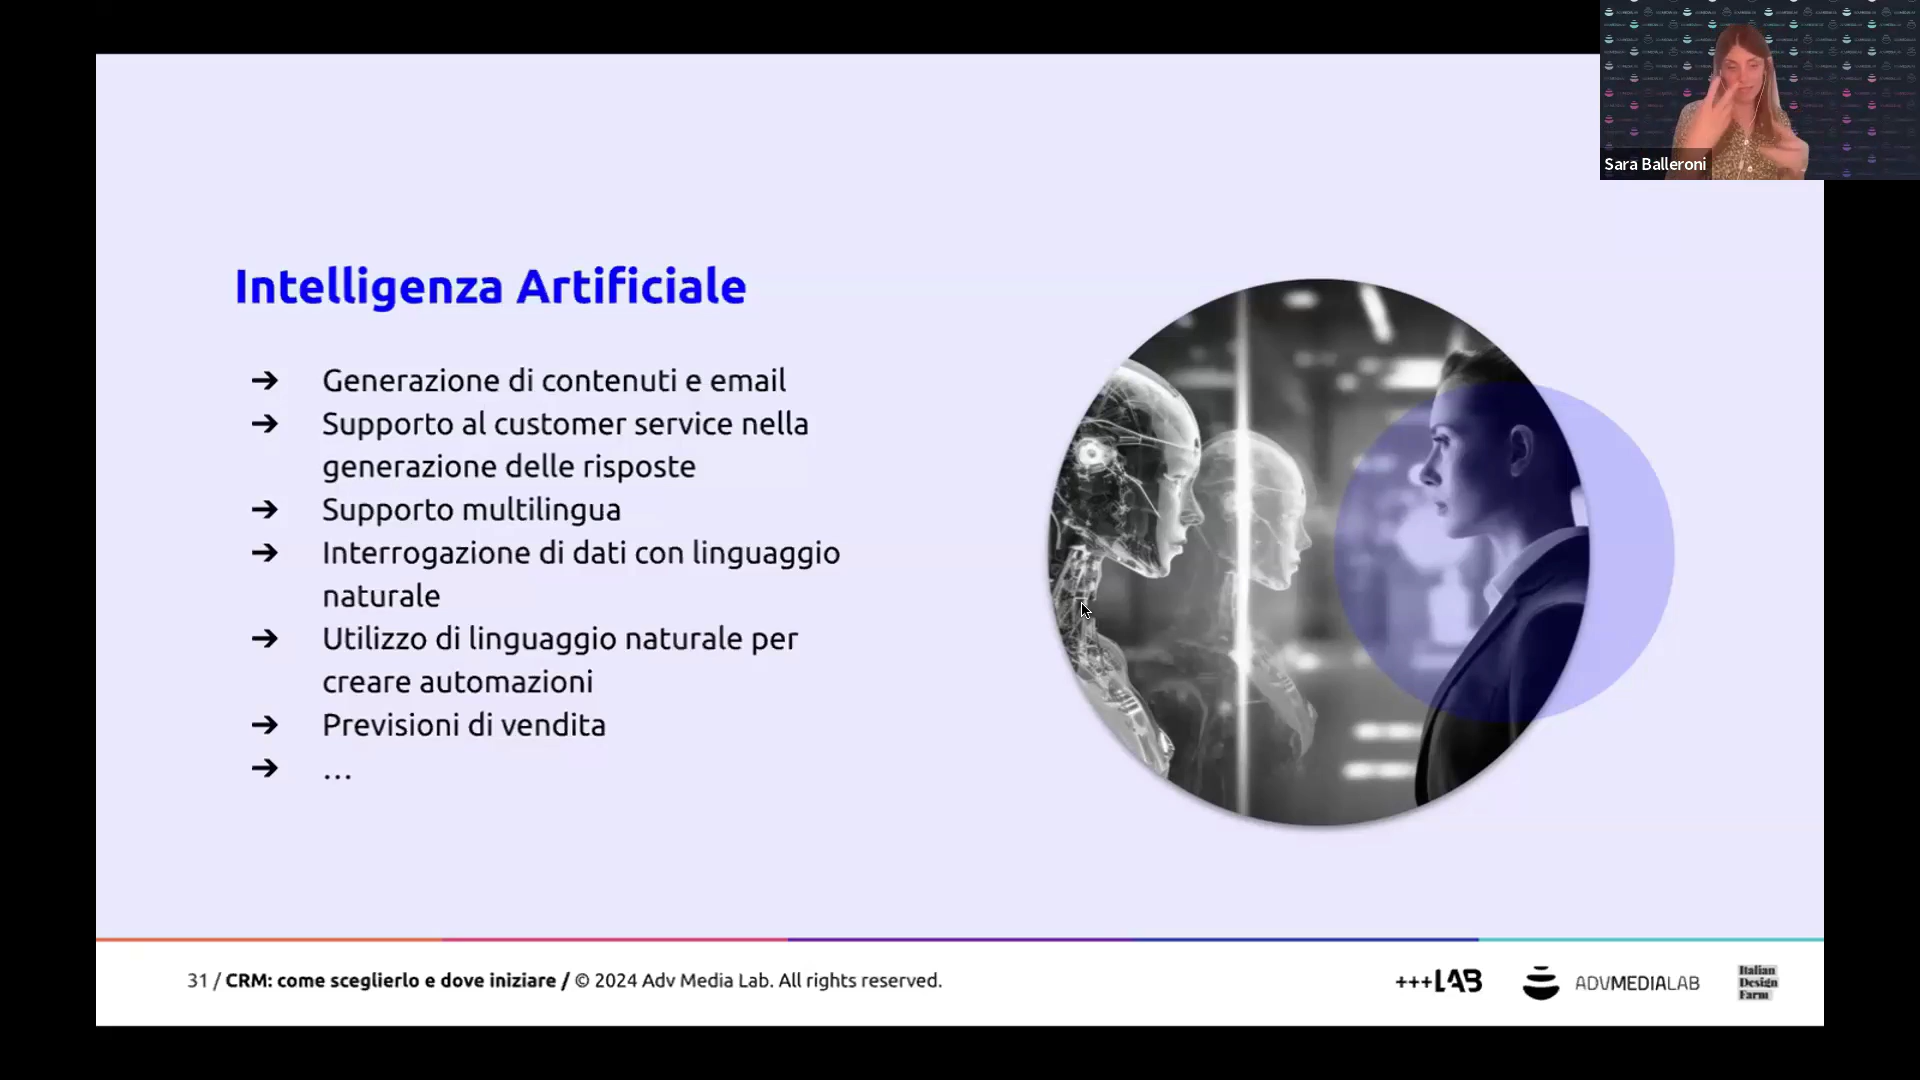 Sara Balleroni
Intelligenza Artificiale
➔ Generazione di contenuti e email
➔ Supporto al customer service nella
generazione delle risposte
➔ Supporto multilingua
➔ Interrogazione di dati con linguaggio
naturale
➔ Utilizzo di linguaggio naturale per
creare automazioni
➔ Previsioni di vendita
➔ …
31 / CRM: come sceglierlo e dove iniziare / © 2024 Adv Media Lab. All rights reserved.
+++LAB
ADVMEDIALAB
Italian
Design
Farm